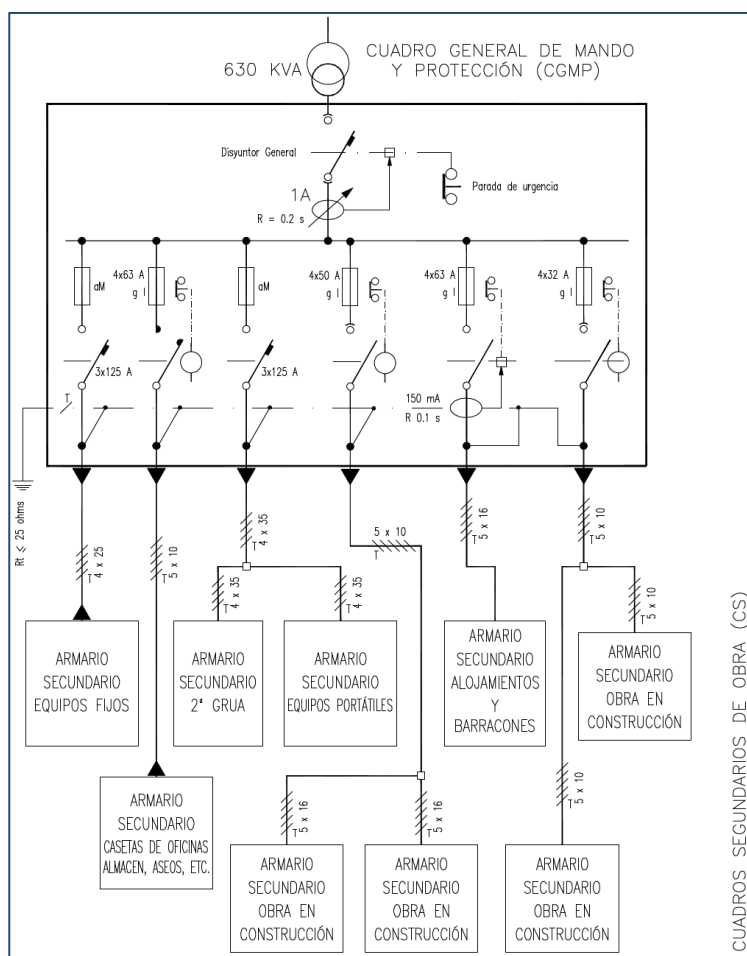 630 KVA
CUADRO GENERAL DE MANDO
Y PROTECCIÓN (CGMP)
Disyuntor General
Parada de urgencia
1A
R = 0.2 s
aM
4x63 A
g l
aM
4x50 A
g l
4x63 A
g l
4x32 A
g l
3x125 A
3x125 A
T
150 mA
R 0.1 s
Rt ≤ 25 ohms
T 4 x 25
T 5 x 10
T 4 x 35
5 x 10
T
T 5 x 16
T 5 x 10
T 4 x 35
T 4 x 35
T 5 x 10
ARMARIO
SECUNDARIO
EQUIPOS FIJOS
ARMARIO
SECUNDARIO
2ª GRUA
ARMARIO
SECUNDARIO
EQUIPOS PORTÁTILES
ARMARIO
SECUNDARIO
ALOJAMIENTOS
Y
BARRACONES
ARMARIO
SECUNDARIO
OBRA EN
CONSTRUCCIÓN
ARMARIO
SECUNDARIO
CASETAS DE OFICINAS
ALMACEN, ASEOS, ETC.
T 5 x 16
T 5 x 16
T 5 x 10
ARMARIO
SECUNDARIO
OBRA EN
CONSTRUCCIÓN
ARMARIO
SECUNDARIO
OBRA EN
CONSTRUCCIÓN
ARMARIO
SECUNDARIO
OBRA EN
CONSTRUCCIÓN
CUADROS SEGUNDARIOS DE OBRA (CS)